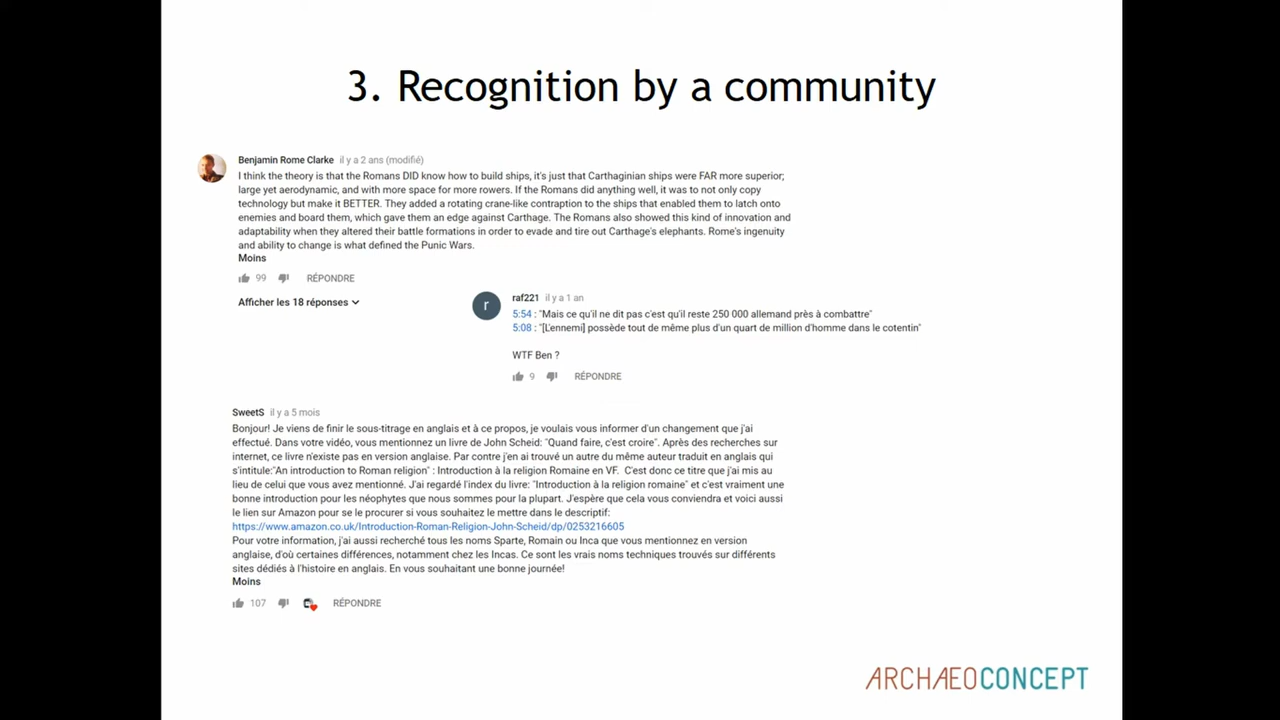 3. Recognition by a community
Benjamin Rome Clarke il y a 2 ans (modifié)
I think the theory is that the Romans DID know how to build ships, it's just that Carthaginian ships were FAR more superior;
large yet aerodynamic, and with more space for more rowers. If the Romans did anything well, it was to not only copy
technology but make it BETTER. They added a rotating crane-like contraption to the ships that enabled them to latch onto
enemies and board them, which gave them an edge against Carthage. The Romans also showed this kind of innovation and
adaptability when they altered their battle formations in order to evade and tire out Carthage's elephants. Rome's ingenuity
and ability to change is what defined the Punic Wars.
Moins
99 RÉPONDRE
Afficher les 18 réponses
r
raf221 il y a 1 an
5:54 : "Mais ce qu'il ne dit pas c'est qu'il reste 250 000 allemand près à combattre"
5:08 : "[L'ennemi] possède tout de même plus d'un quart de million d'homme dans le cotentin"
WTF Ben ?
9 RÉPONDRE
SweetS il y a 5 mois
Bonjour! Je viens de finir le sous-titrage en anglais et à ce propos, je voulais vous informer d'un changement que j'ai
effectué. Dans votre vidéo, vous mentionnez un livre de John Scheid: "Quand faire, c'est croire". Après des recherches sur
internet, ce livre n'existe pas en version anglaise. Par contre j'en ai trouvé un autre du même auteur traduit en anglais qui
s'intitule:"An introduction to Roman religion" : Introduction à la religion Romaine en VF. C'est donc ce titre que j'ai mis au
lieu de celui que vous avez mentionné. J'ai regardé l'index du livre: "Introduction à la religion romaine" et c'est vraiment une
bonne introduction pour les néophytes que nous sommes pour la plupart. J'espère que cela vous conviendra et voici aussi
le lien sur Amazon pour se le procurer si vous souhaitez le mettre dans le descriptif:
https://www.amazon.co.uk/Introduction-Roman-Religion-John-Scheid/dp/0253216605
Pour votre information, j'ai aussi recherché tous les noms Sparte, Romain ou Inca que vous mentionnez en version
anglaise, d'où certaines différences, notamment chez les Incas. Ce sont les vrais noms techniques trouvés sur différents
sites dédiés à l'histoire en anglais. En vous souhaitant une bonne journée!
Moins
107 RÉPONDRE
ARCHAEOCONCEPT